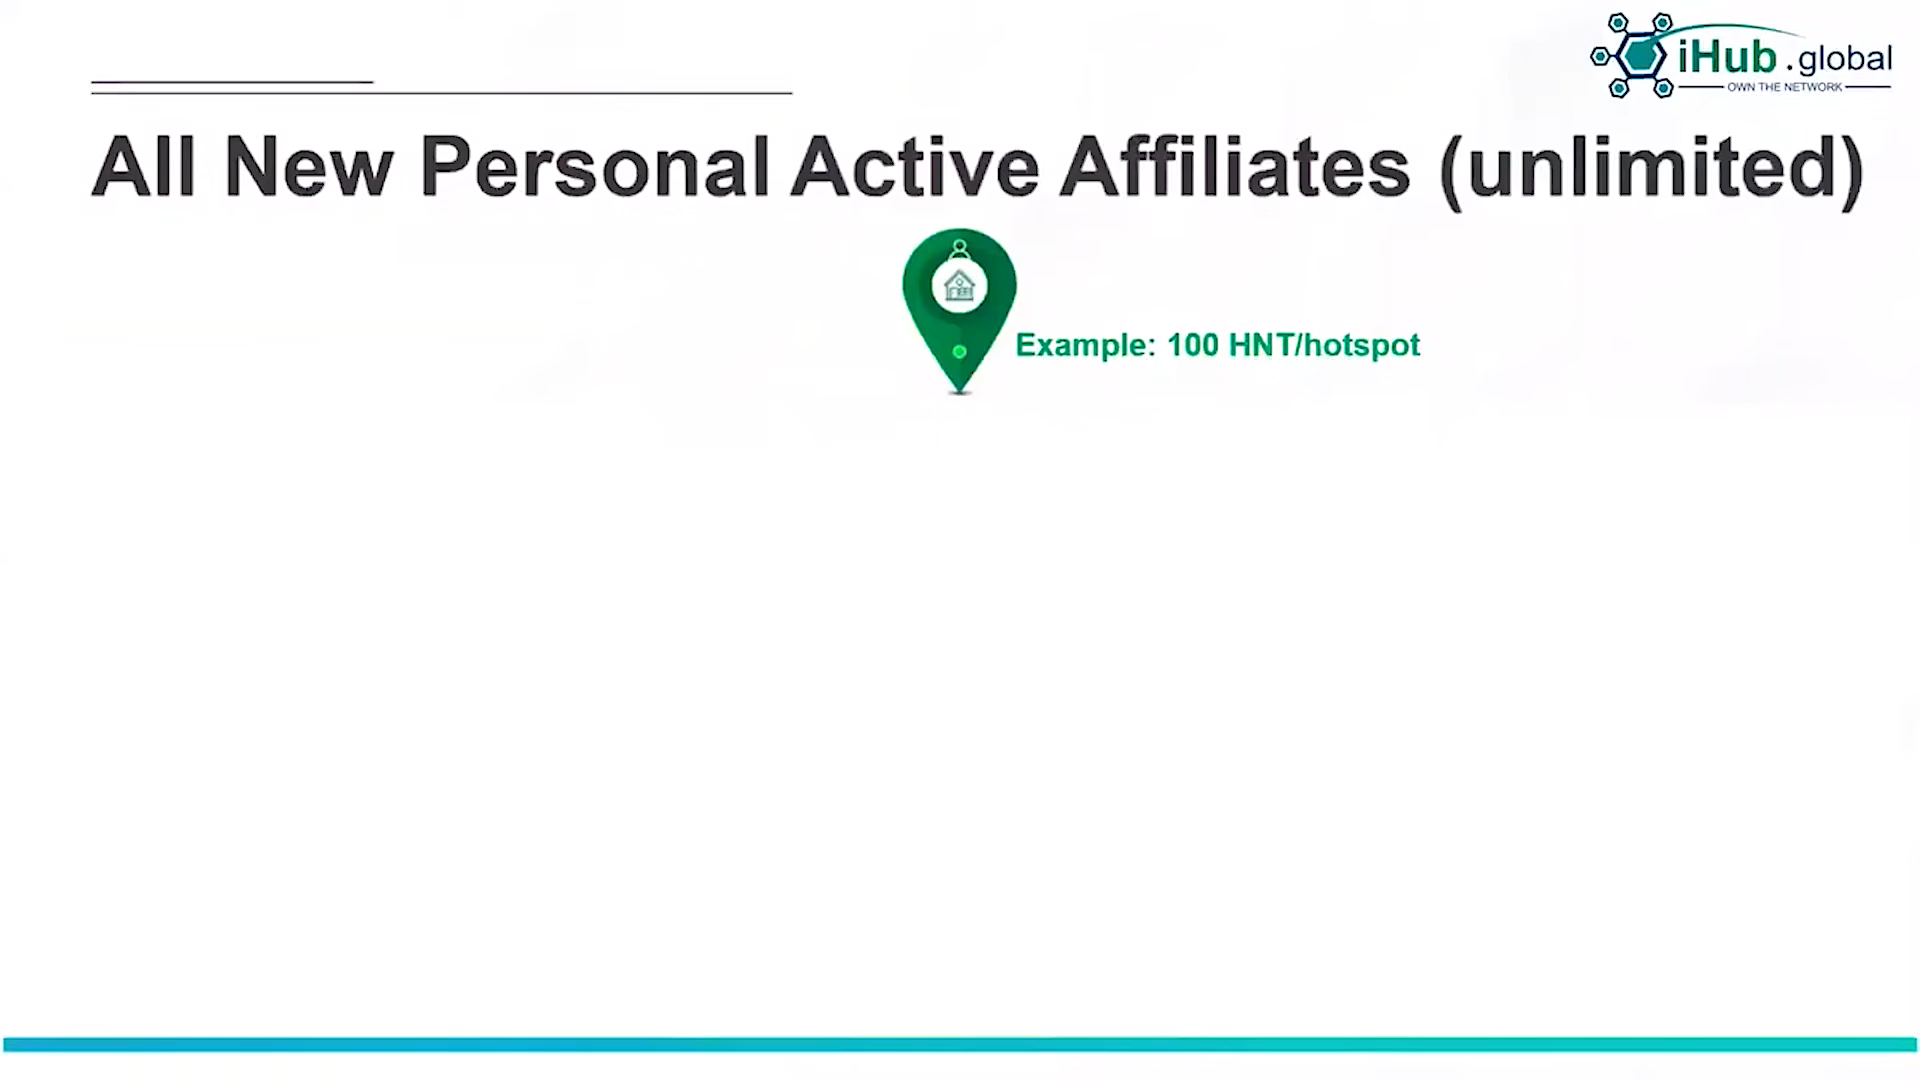 iHub.global
OWN THE NETWORK
All New Personal Active Affiliates (unlimited)
Example: 100 HNT/hotspot